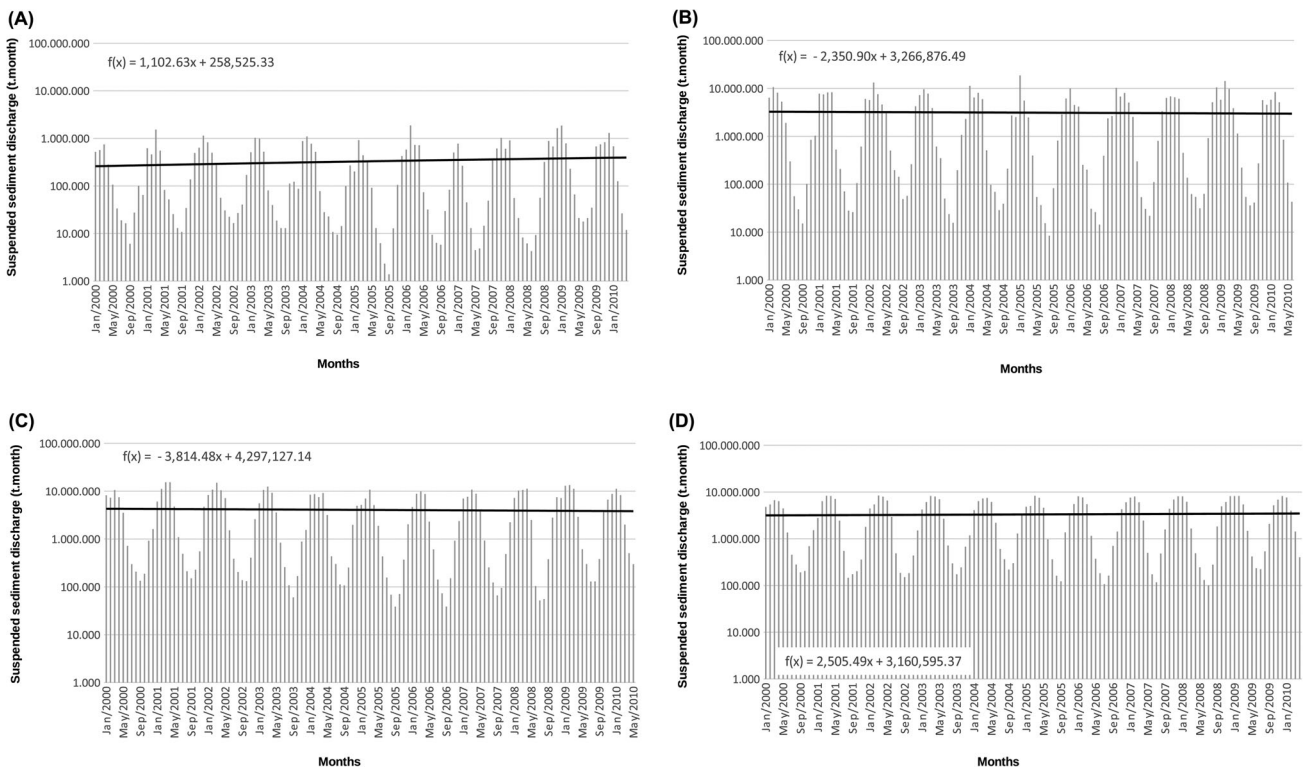 (A)
Suspended sediment discharge (t.month)
100.000.000
10.000.000
1.000.000
100.000
10.000
1.000
f(x) = 1,102.63x + 258,525.33
Jan/2000
May/2000
Sep/2000
Jan/2001
May/2001
Sep/2001
Jan/2002
May/2002
Sep/2002
Jan/2003
May/2003
Sep/2003
Jan/2004
May/2004
Sep/2004
Jan/2005
May/2005
Sep/2005
Jan/2006
May/2006
Sep/2006
Jan/2007
May/2007
Sep/2007
Jan/2008
May/2008
Sep/2008
Jan/2009
May/2009
Sep/2009
Jan/2010
Months
(B)
Suspended sediment discharge (t.month)
100.000.000
10.000.000
1.000.000
100.000
10.000
1.000
f(x) = - 2,350.90x + 3,266,876.49
Jan/2000
May/2000
Sep/2000
Jan/2001
May/2001
Sep/2001
Jan/2002
May/2002
Sep/2002
Jan/2003
May/2003
Sep/2003
Jan/2004
May/2004
Sep/2004
Jan/2005
May/2005
Sep/2005
Jan/2006
May/2006
Sep/2006
Jan/2007
May/2007
Sep/2007
Jan/2008
May/2008
Sep/2008
Jan/2009
May/2009
Sep/2009
Jan/2010
May/2010
Months
(C)
Suspended sediment discharge (t.month)
100.000.000
10.000.000
1.000.000
100.000
10.000
1.000
f(x) = - 3,814.48x + 4,297,127.14
Jan/2000
May/2000
Sep/2000
Jan/2001
May/2001
Sep/2001
Jan/2002
May/2002
Sep/2002
Jan/2003
May/2003
Sep/2003
Jan/2004
May/2004
Sep/2004
Jan/2005
May/2005
Sep/2005
Jan/2006
May/2006
Sep/2006
Jan/2007
May/2007
Sep/2007
Jan/2008
May/2008
Sep/2008
Jan/2009
May/2009
Sep/2009
Jan/2010
May/2010
Months
(D)
Suspended sediment discharge (t.month)
100.000.000
10.000.000
1.000.000
100.000
10.000
1.000
f(x) = 2,505.49x + 3,160,595.37
Jan/2000
May/2000
Sep/2000
Jan/2001
May/2001
Sep/2001
Jan/2002
May/2002
Sep/2002
Jan/2003
May/2003
Sep/2003
Jan/2004
May/2004
Sep/2004
Jan/2005
May/2005
Sep/2005
Jan/2006
May/2006
Sep/2006
Jan/2007
May/2007
Sep/2007
Jan/2008
May/2008
Sep/2008
Jan/2009
May/2009
Sep/2009
Jan/2010
Months